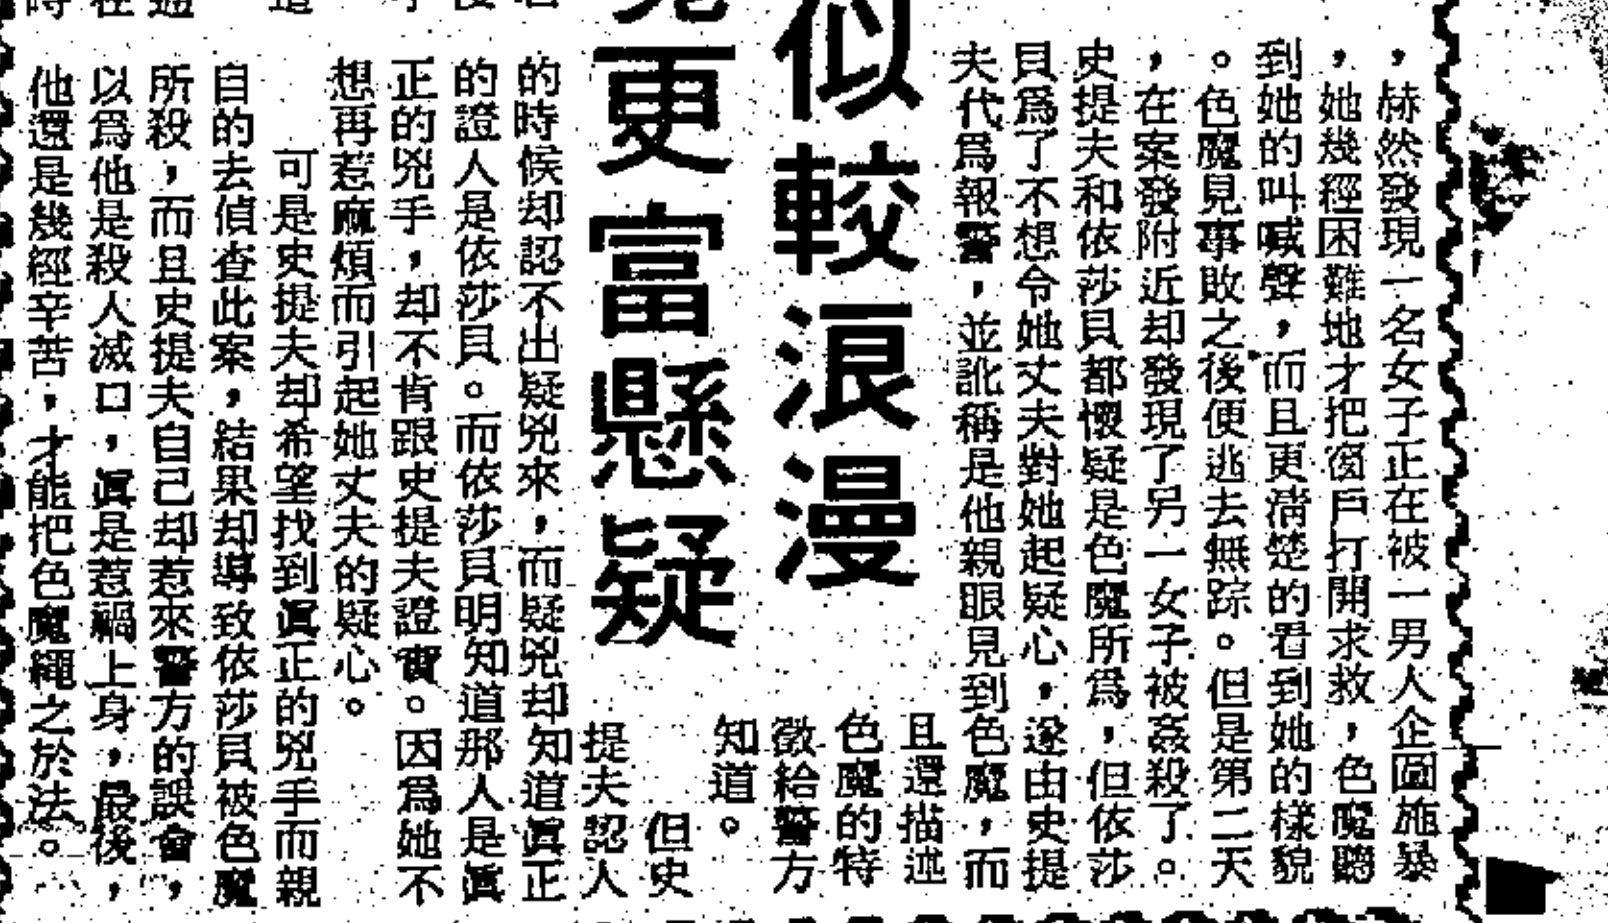 ，赫然發現一名女子正在被一男人企圖施暴
，她幾經困難地才把窗戶打開求救，色魔聽
到她的叫喊聲，而且更清楚的看到她的樣貌
。色魔見事敗之後便逃去無踪。但是第二天
，在案發附近却發現了另一女子被姦殺了。
史提夫和依莎貝都懷疑是色魔所爲，但依莎
貝爲了不想令她丈夫對她起疑心，遂由史提
夫代爲報警，並訛稱是他親眼見到色魔，而
且還描述
色魔的特
徵給警方
知道。
似較浪漫
更富懸疑
但史
提夫認人
的時候却認不出疑兇來，而疑兇却知道眞正
的證人是依莎貝。而依莎貝明知道那人是眞
正的兇手，却不肯跟史提夫證實。因爲她不
想再惹麻煩而引起她丈夫的疑心。
可是史提夫却希望找到眞正的兇手而親
自的去偵查此案，結果却導致依莎貝被色魔
所殺，而且史提夫自己却惹來警方的誤會，
以爲他是殺人滅口，眞是惹禍上身，最後，
他還是幾經辛苦，才能把色魔繩之於法。